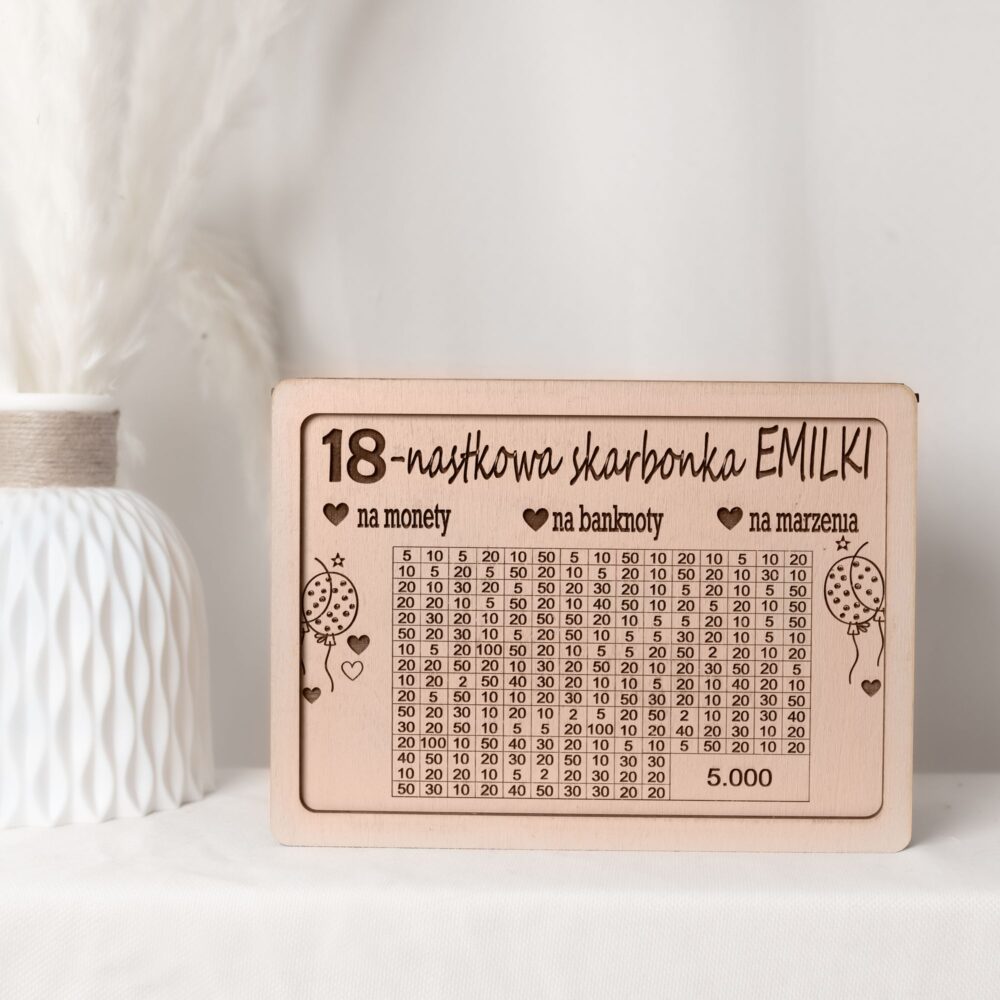 18-nastkowa skarbonka EMILKI
na monety na banknoty na marzenia
5 10 5 20 10 50 5 10 50 10 20 10 5 10 20
10 5 20 5 50 20 10 5 20 10 50 20 10 30 10
20 10 30 20 5 50 20 30 20 10 5 20 10 5 50
20 20 10 5 50 20 10 40 50 10 20 5 20 10 50
20 30 20 10 20 50 50 20 10 5 5 20 10 5 50
50 20 30 10 5 20 50 10 5 5 30 20 10 5 10
10 5 20 100 50 20 10 5 5 20 50 2 20 10 20
20 20 50 20 10 30 20 50 20 10 20 30 50 20 5
10 20 2 50 40 30 20 10 10 5 20 10 40 20 10
20 5 50 10 10 20 30 50 20 30 20 10 20 30 50
50 20 30 10 20 10 2 5 20 50 2 10 20 30 40
30 20 50 10 5 5 20 100 10 20 40 20 30 10 20
20 100 10 50 40 30 20 10 5 10 5 50 20 10 20
40 50 10 20 30 20 50 10 30 30
10 20 20 10 5 2 20 30 20 20
5.000
50 30 10 20 40 50 30 30 20 20